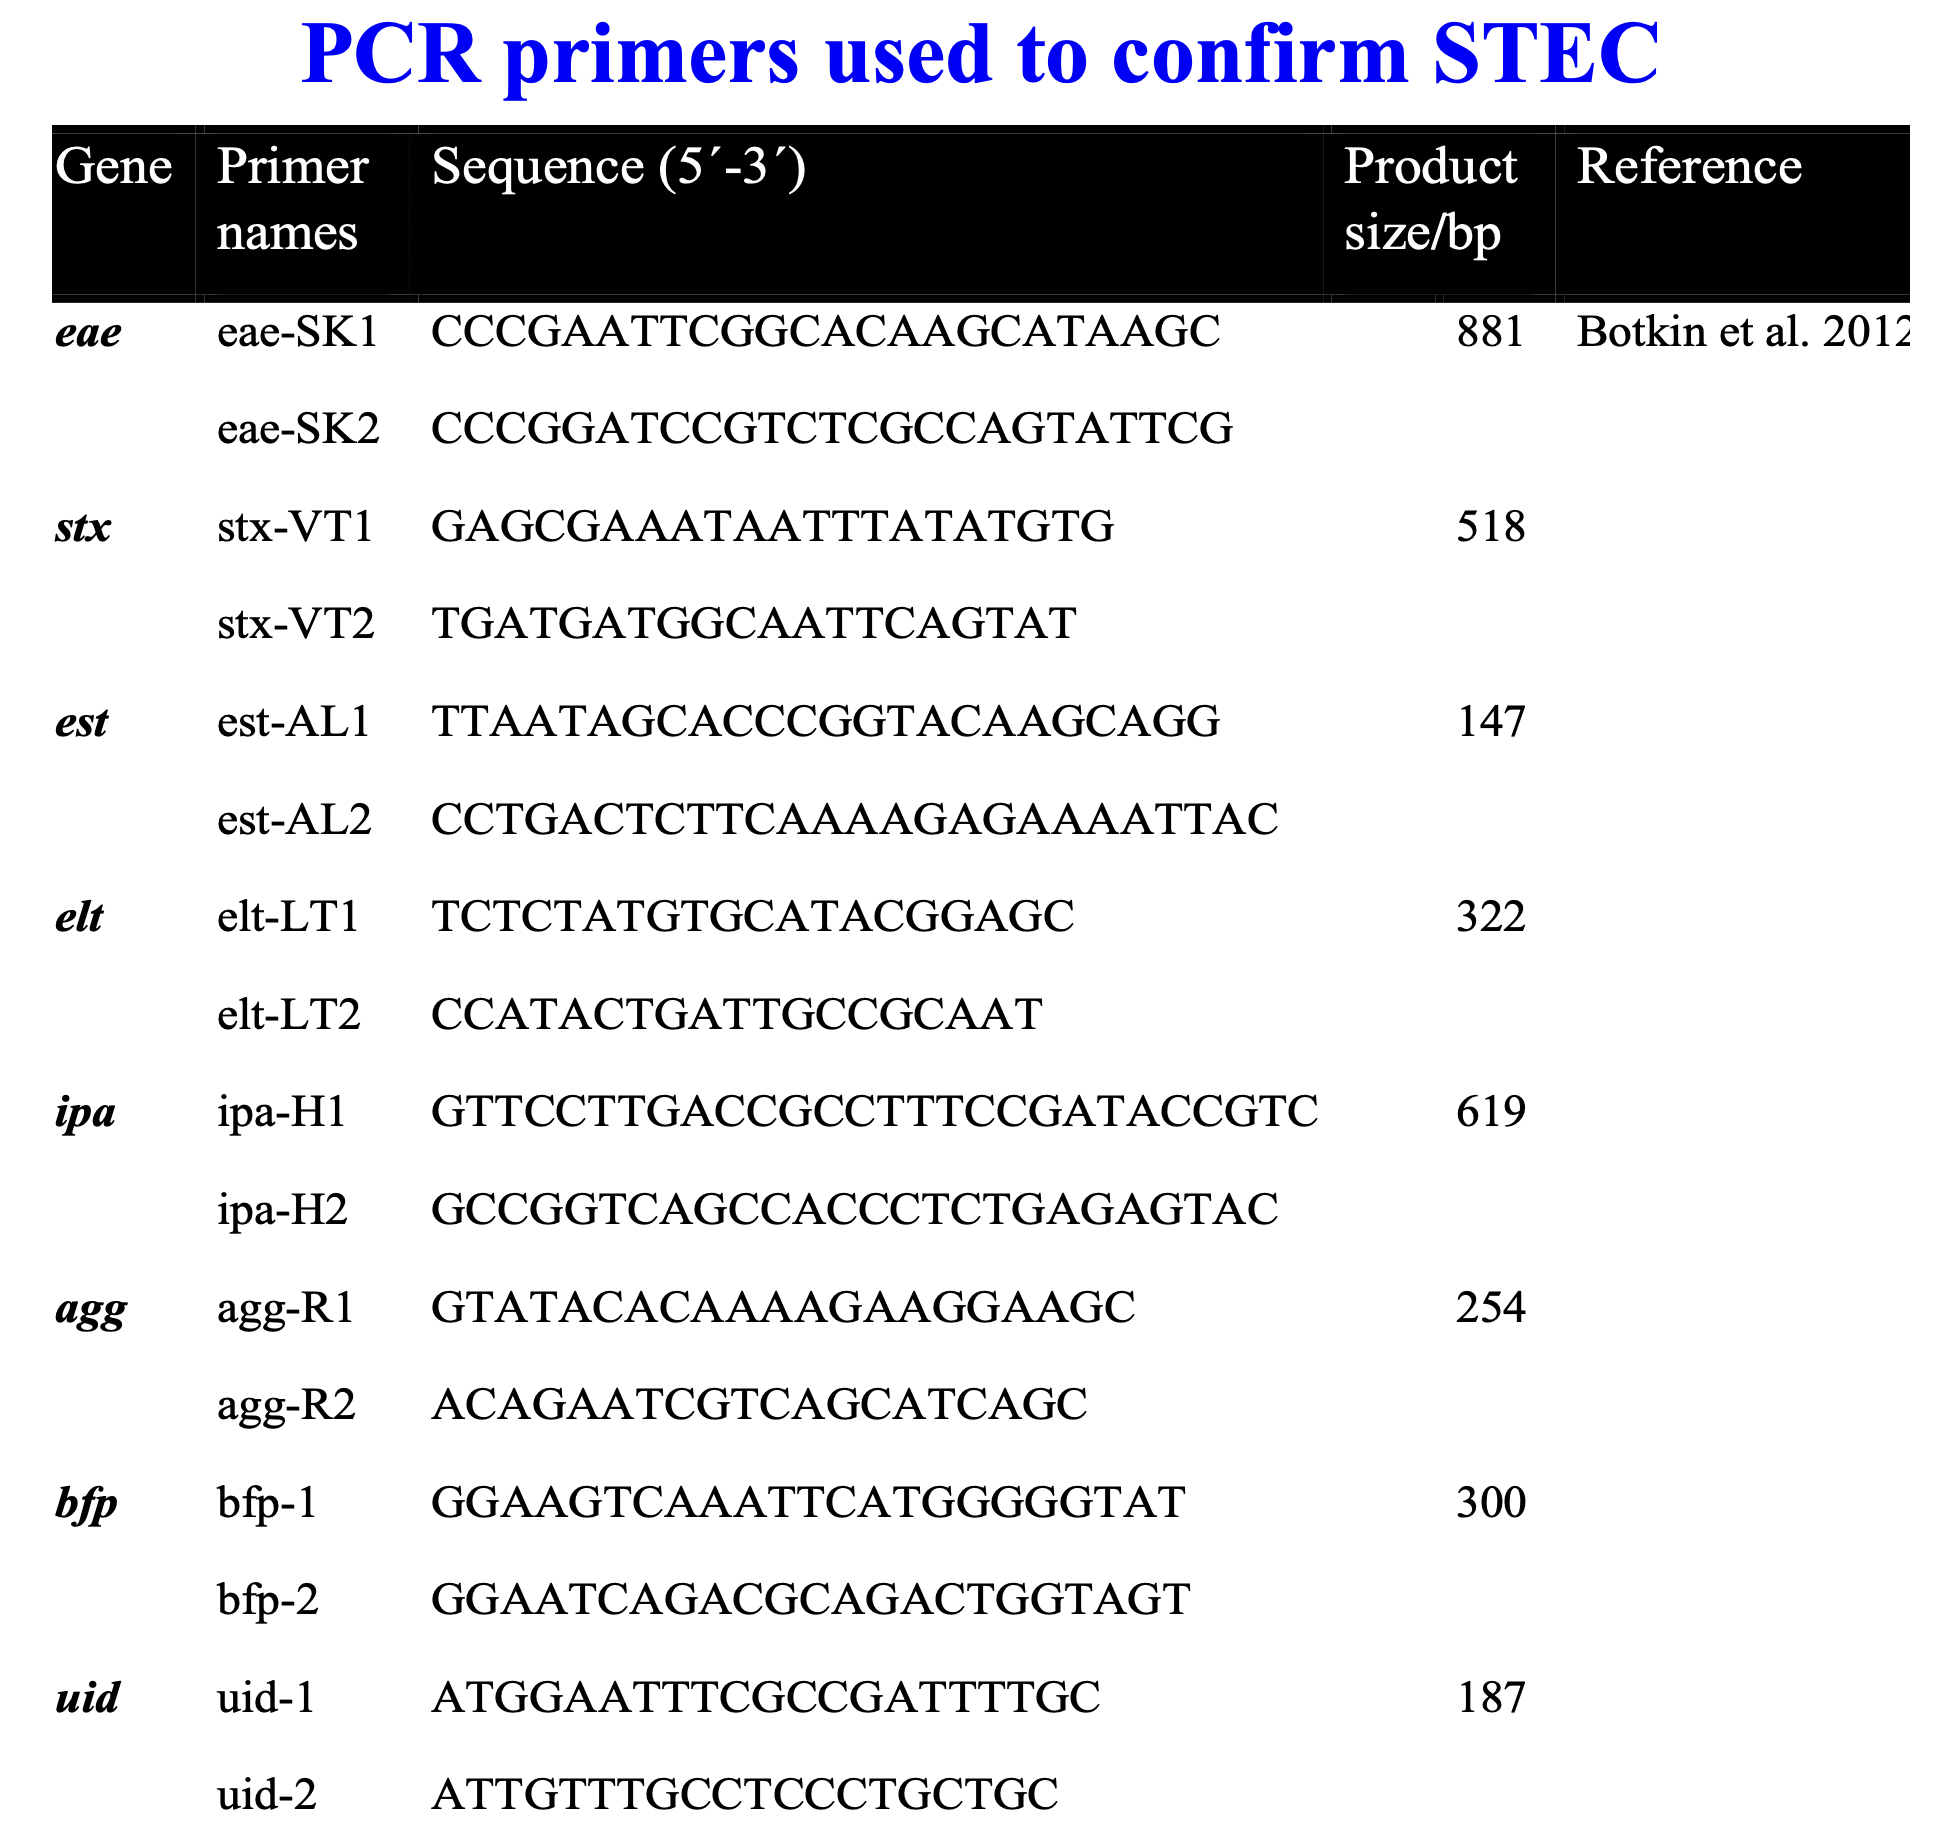 PCR primers used to confirm STEC
Gene Primer names Sequence (5´-3´) Product size/bp Reference
eae eae-SK1 CCCGAATTCGGCACAAGCATAAGC 881 Botkin et al. 2012
eae-SK2 CCCGGATCCGTCTCGCCAGTATTCG
stx stx-VT1 GAGCGAAATAATTTATATGTG 518
stx-VT2 TGATGATGGCAATTCAGTAT
est est-AL1 TTAATAGCACCCGGTACAAGCAGG 147
est-AL2 CCTGACTCTTCAAAAGAGAAAATTAC
elt elt-LT1 TCTCTATGTGCATACGGAGC 322
elt-LT2 CCATACTGATTGCCGCAAT
ipa ipa-H1 GTTCCTTGACCGCCTTTCCGATACCGTC 619
ipa-H2 GCCGGTCAGCCACCCTCTGAGAGTAC
agg agg-R1 GTATACACAAAAGAAGGAAGC 254
agg-R2 ACAGAATCGTCAGCATCAGC
bfp bfp-1 GGAAGTCAAATTCATGGGGGTAT 300
bfp-2 GGAATCAGACGCAGACTGGTAGT
uid uid-1 ATGGAATTTCGCCGATTTTGC 187
uid-2 ATTGTTTGCCTCCCTGCTGC